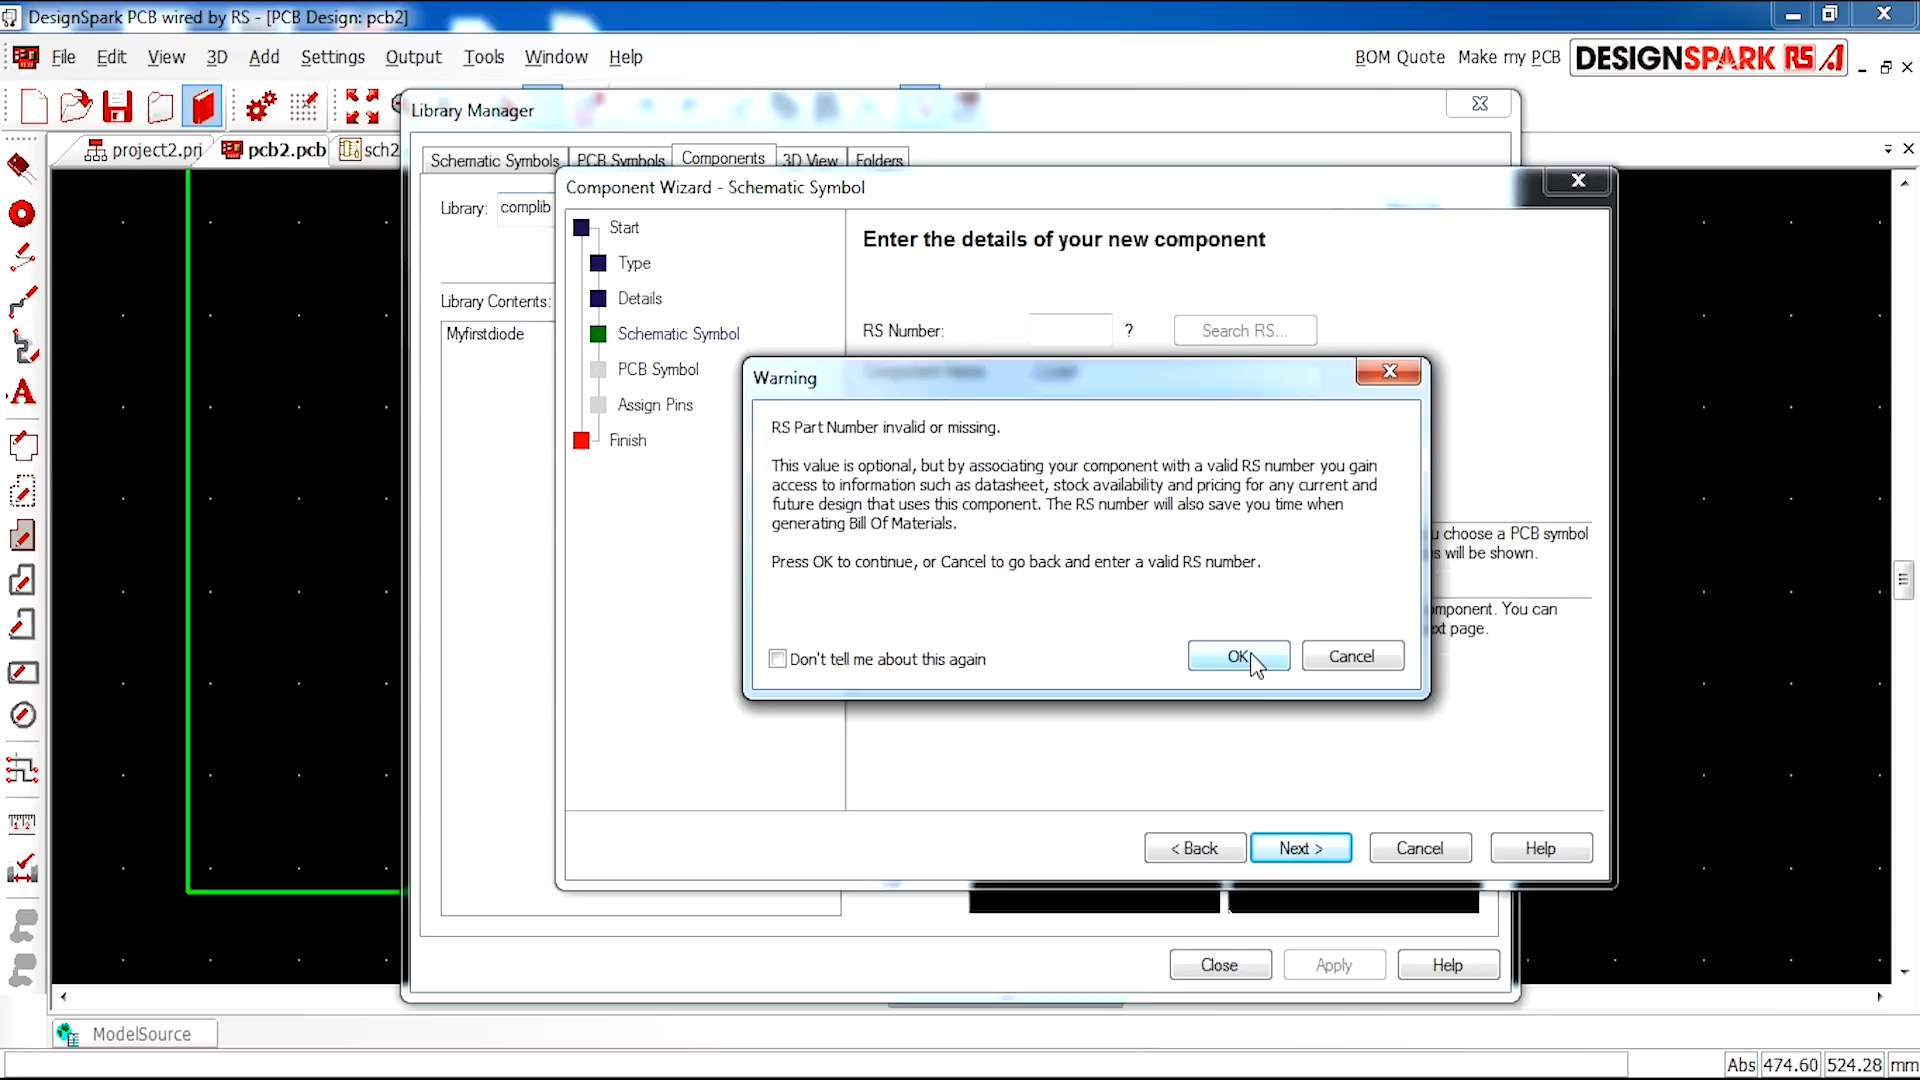 DesignSpark PCB wired by RS - [PCB Design: pcb2]
File Edit View 3D Add Settings Output Tools Window Help
BOM Quote Make my PCB DESIGNSPARK RS
Library Manager
project2.prj pcb2.pcb sch2
Schematic Symbols PCB Symbols Components 3D View Folders
Component Wizard - Schematic Symbol
Library: complib
Start
Type
Details
Schematic Symbol
PCB Symbol
Assign Pins
Finish
Library Contents:
Myfirstdiode
Enter the details of your new component
RS Number: ? Search RS...
Warning
RS Part Number invalid or missing.
This value is optional, but by associating your component with a valid RS number you gain
access to information such as datasheet, stock availability and pricing for any current and
future design that uses this component. The RS number will also save you time when
generating Bill Of Materials.
Press OK to continue, or Cancel to go back and enter a valid RS number.
Don't tell me about this again
OK Cancel
choose a PCB symbol
s will be shown.
omponent. You can
xt page.
< Back Next > Cancel Help
Close Apply Help
ModelSource
Abs 474.60 524.28 mm